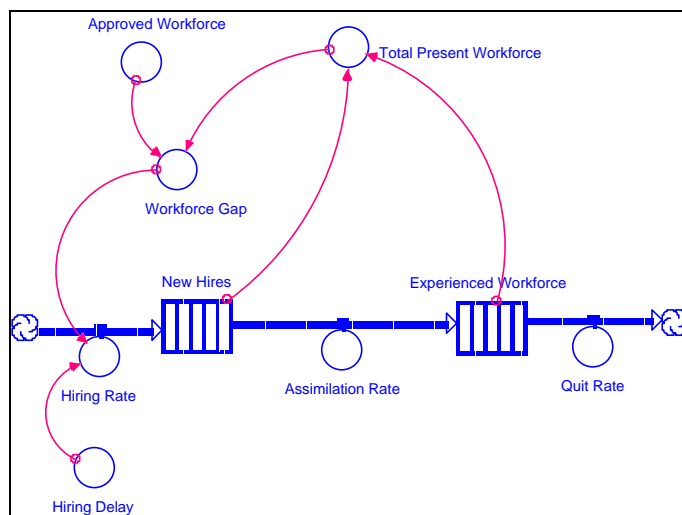 Approved Workforce
Total Present Workforce
Workforce Gap
New Hires
Experienced Workforce
Hiring Rate
Assimilation Rate
Quit Rate
Hiring Delay